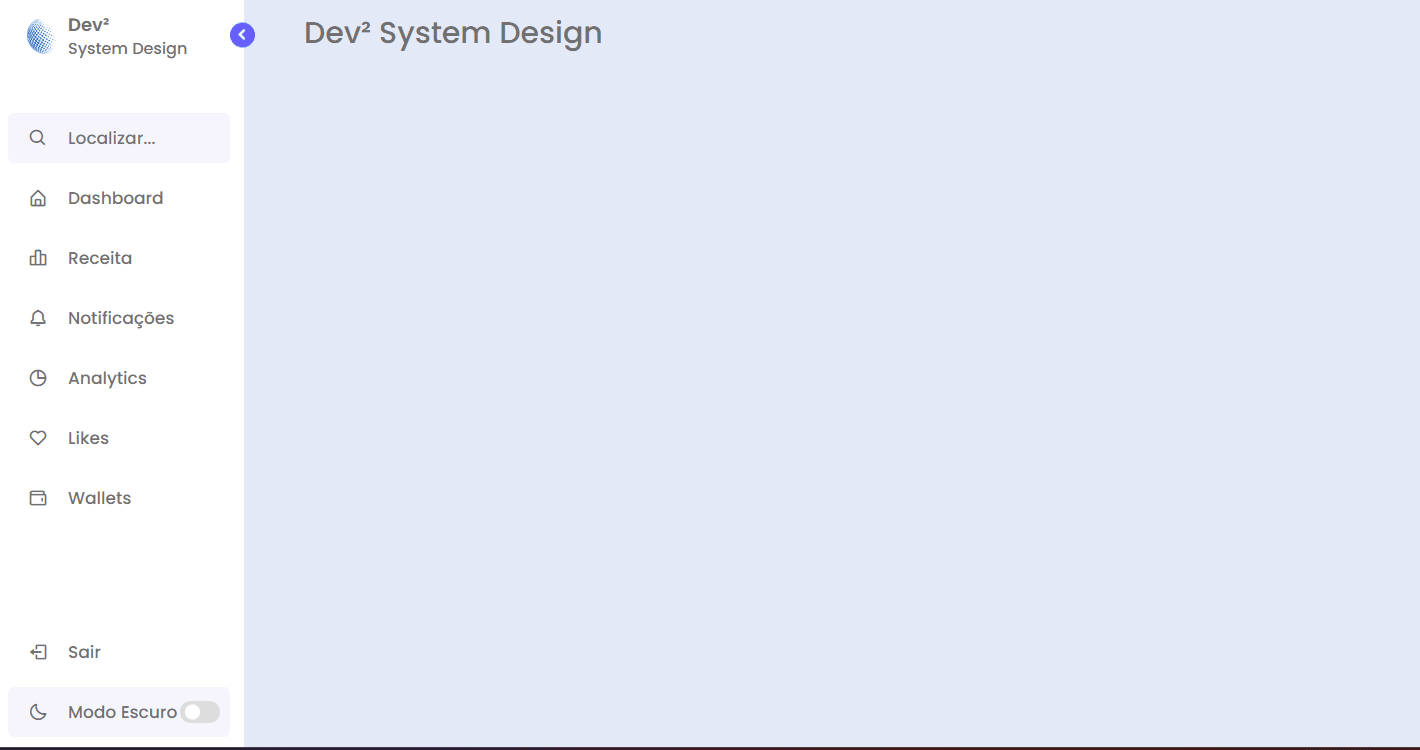 Dev²
System Design
Dev² System Design
Localizar...
Dashboard
Receita
Notificações
Analytics
Likes
Wallets
Sair
Modo Escuro